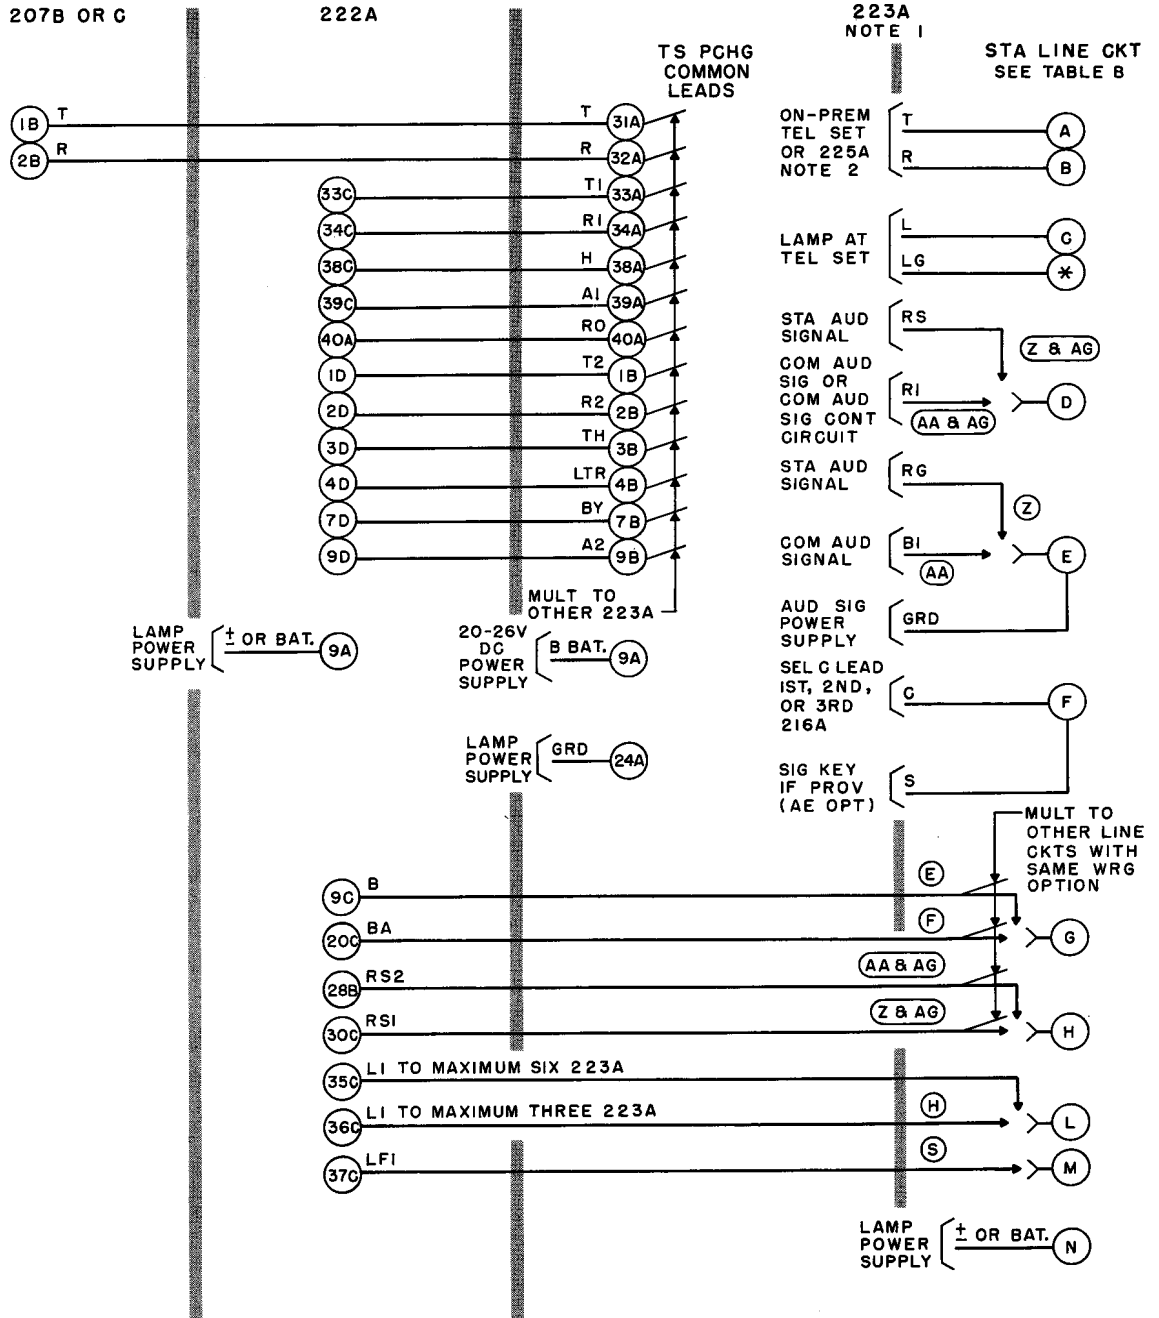 207B OR C
222A
223A
NOTE 1
STA LINE CKT
SEE TABLE B
TS PCHG
COMMON
LEADS
1B T T 31A
2B R R 32A
33C T1 33A
34C R1 34A
38C H 38A
39C A1 39A
40A RO 40A
1D T2 1B
2D R2 2B
3D TH 3B
4D LTR 4B
7D BY 7B
9D A2 9B
MULT TO
OTHER 223A
LAMP
POWER
SUPPLY
± OR BAT. 9A
20-26V
DC
POWER
SUPPLY
B BAT. 9A
LAMP
POWER
SUPPLY
GRD 24A
ON-PREM
TEL SET
OR 225A
NOTE 2
T A
R B
LAMP AT
TEL SET
L C
LG *
STA AUD
SIGNAL
RS
Z & AG
COM AUD
SIG OR
COM AUD
SIG CONT
CIRCUIT
R1 D
AA & AG
STA AUD
SIGNAL
RG
Z
COM AUD
SIGNAL
B1 E
AA
AUD SIG
POWER
SUPPLY
GRD
SEL C LEAD
1ST, 2ND,
OR 3RD
216A
C F
SIG KEY
IF PROV
(AE OPT)
S
MULT TO
OTHER LINE
CKTS WITH
SAME WRG
OPTION
9C B E
20C BA F G
28B RS2 AA & AG
30C RS1 Z & AG H
35C L1 TO MAXIMUM SIX 223A
36C L1 TO MAXIMUM THREE 223A H L
37C LF1 S M
LAMP
POWER
SUPPLY
± OR BAT. N